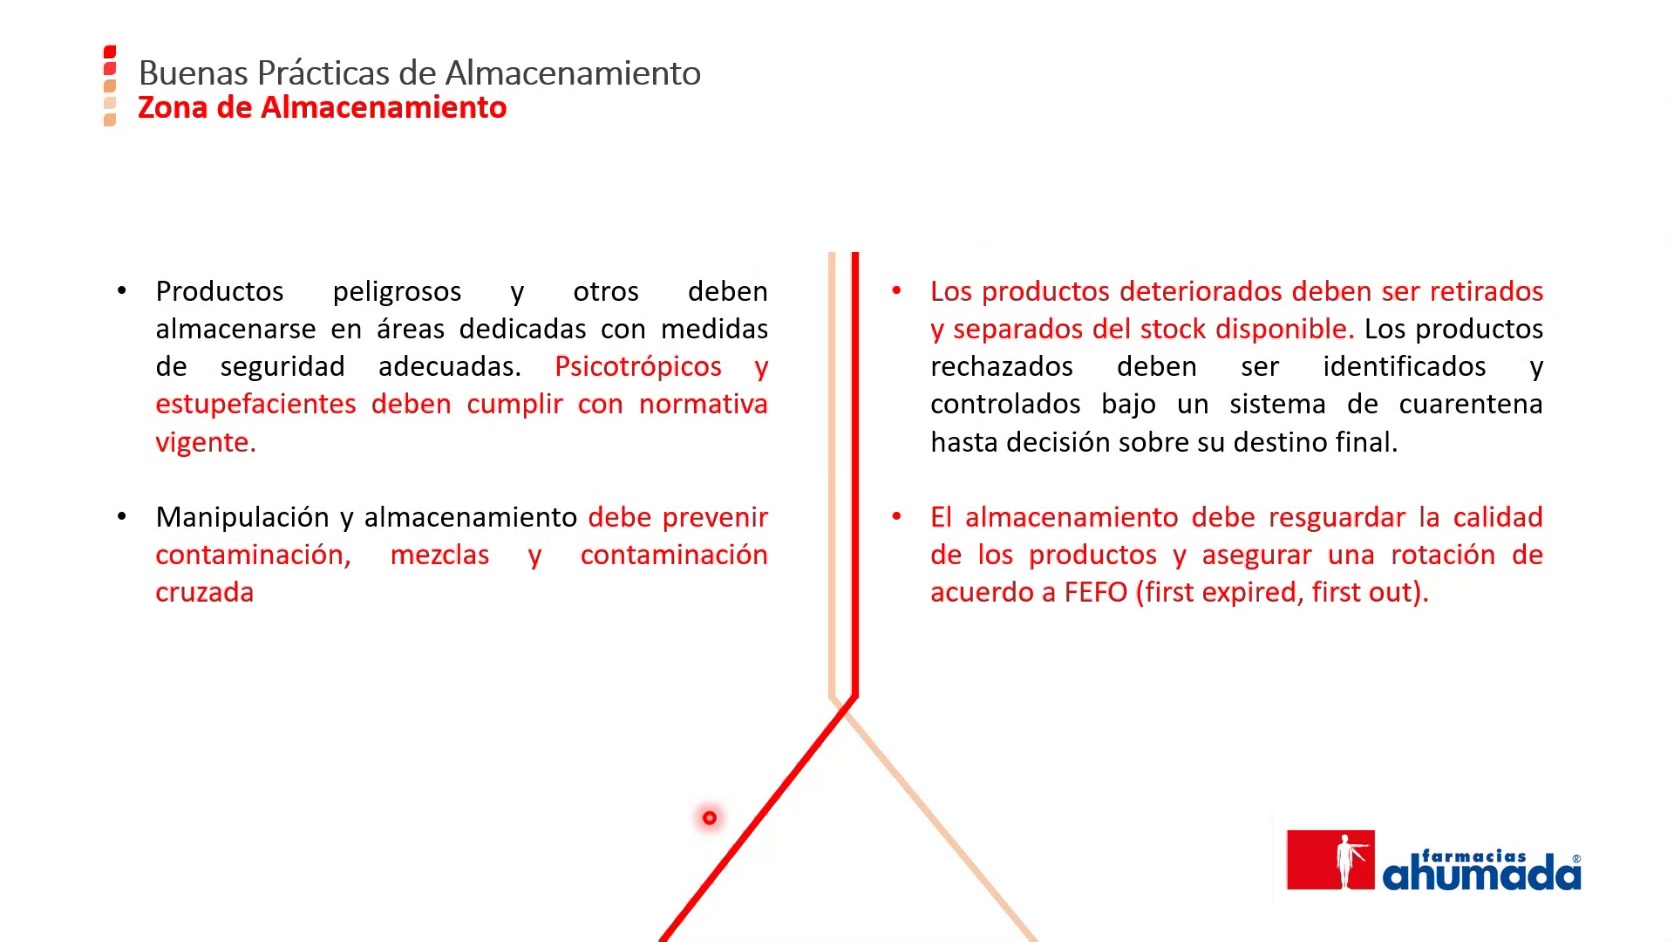 Buenas Prácticas de Almacenamiento
Zona de Almacenamiento
• Productos peligrosos y otros deben
almacenarse en áreas dedicadas con medidas
de seguridad adecuadas. Psicotrópicos y
estupefacientes deben cumplir con normativa
vigente.
• Manipulación y almacenamiento debe prevenir
contaminación, mezclas y contaminación
cruzada
• Los productos deteriorados deben ser retirados
y separados del stock disponible. Los productos
rechazados deben ser identificados y
controlados bajo un sistema de cuarentena
hasta decisión sobre su destino final.
• El almacenamiento debe resguardar la calidad
de los productos y asegurar una rotación de
acuerdo a FEFO (first expired, first out).
farmacias
ahumada®